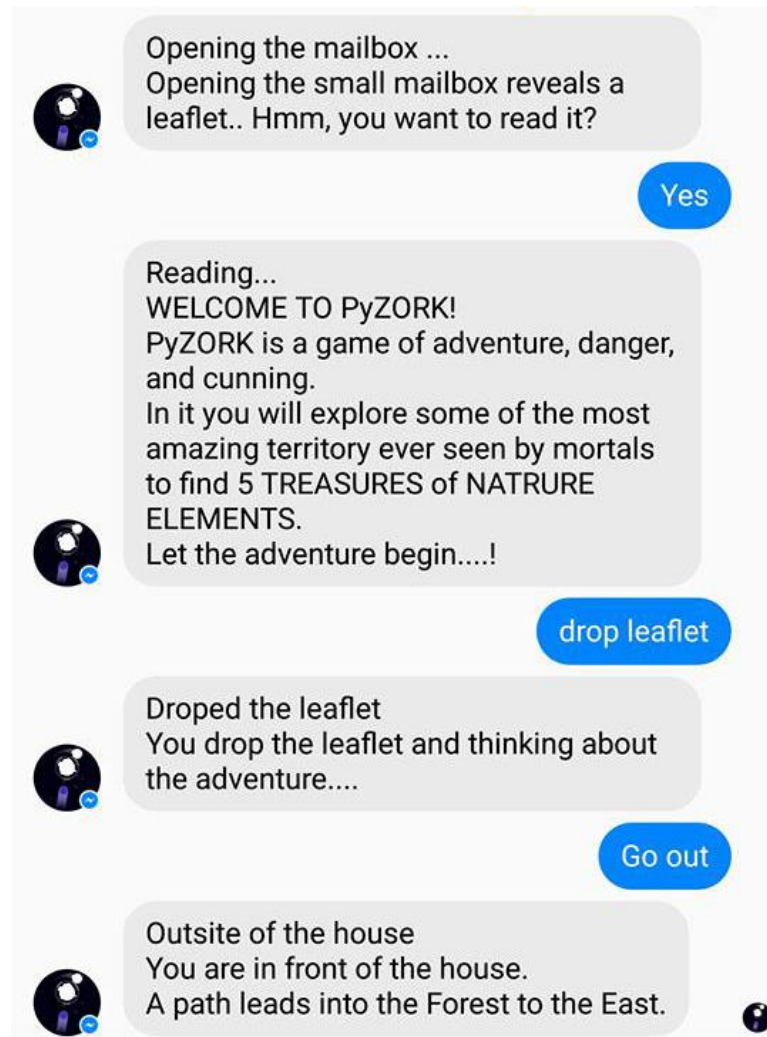 Opening the mailbox ...
Opening the small mailbox reveals a
leaflet.. Hmm, you want to read it?
Yes
Reading...
WELCOME TO PyZORK!
PyZORK is a game of adventure, danger,
and cunning.
In it you will explore some of the most
amazing territory ever seen by mortals
to find 5 TREASURES of NATRURE
ELEMENTS.
Let the adventure begin....!
drop leaflet
Droped the leaflet
You drop the leaflet and thinking about
the adventure....
Go out
Outsite of the house
You are in front of the house.
A path leads into the Forest to the East.